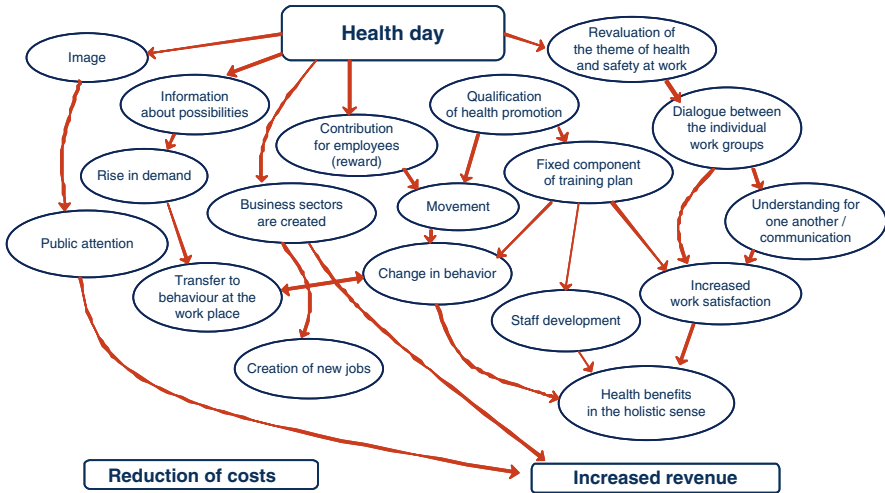 Health day
Image
Revaluation of
the theme of health
and safety at work
Information
about possibilities
Qualification
of health promotion
Dialogue between
the individual
work groups
Contribution
for employees
(reward)
Fixed component
of training plan
Rise in demand
Business sectors
are created
Movement
Understanding for
one another /
communication
Public attention
Transfer to
behaviour at the
work place
Change in behavior
Increased
work satisfaction
Staff development
Creation of new jobs
Health benefits
in the holistic sense
Reduction of costs
Increased revenue